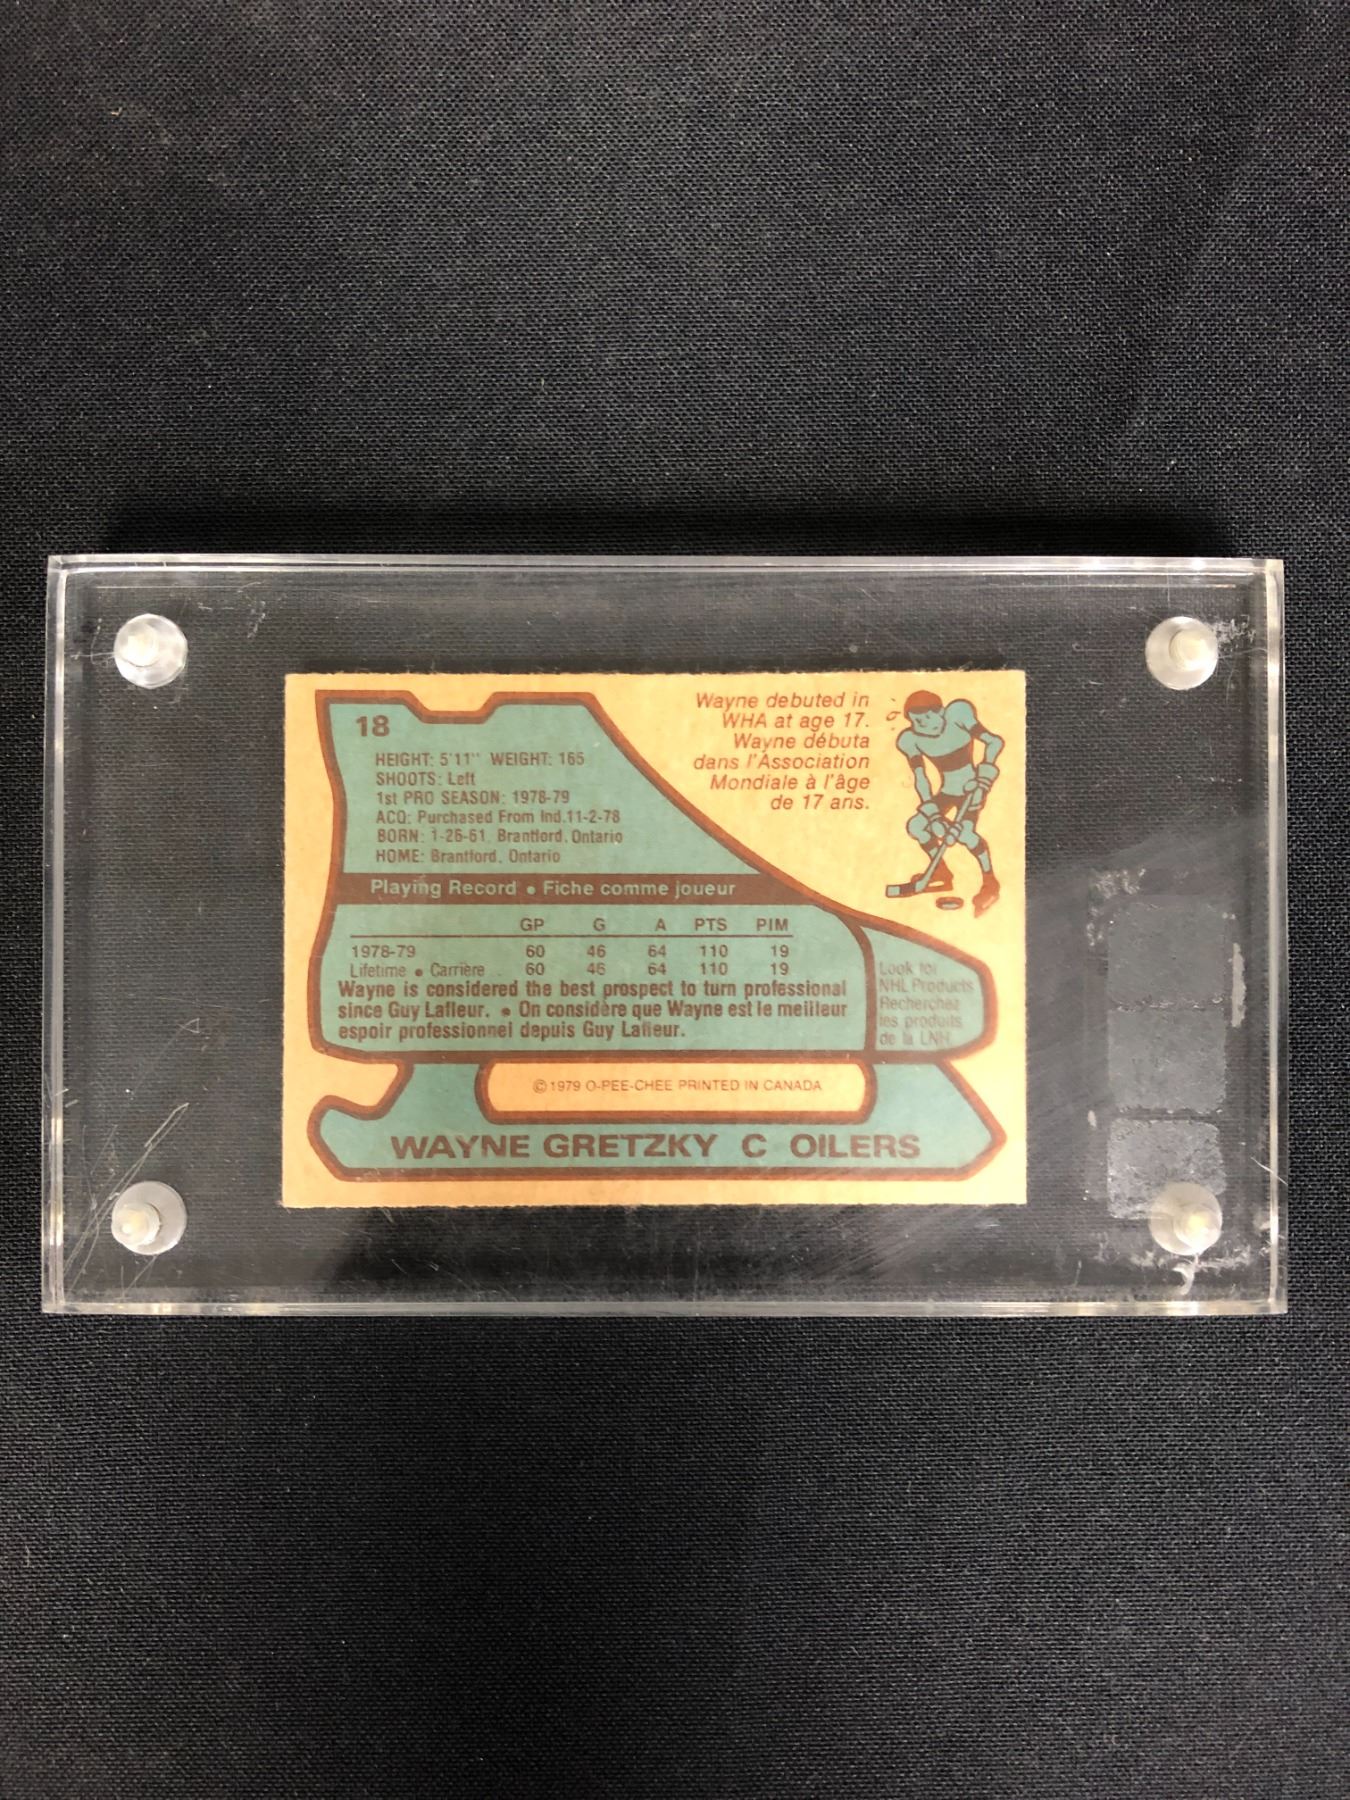 18
HEIGHT: 5'11" WEIGHT: 165
SHOOTS: Left
1st PRO SEASON: 1978-79
ACQ: Purchased From Ind.11-2-78
BORN: 1-26-61 Brantford, Ontario
HOME: Brantford, Ontario
Wayne debuted in
WHA at age 17.
Wayne débuta
dans l'Association
Mondiale à l'âge
de 17 ans.
Playing Record • Fiche comme joueur
GP G A PTS PIM
1978-79 60 46 64 110 19
Lifetime • Carrière 60 46 64 110 19
Wayne is considered the best prospect to turn professional
since Guy Lafleur. • On considère que Wayne est le meilleur
espoir professionnel depuis Guy Lafleur.
Look for
NHL Products
Recherchez
les produits
de la LNH
© 1979 O-PEE-CHEE PRINTED IN CANADA
WAYNE GRETZKY C OILERS